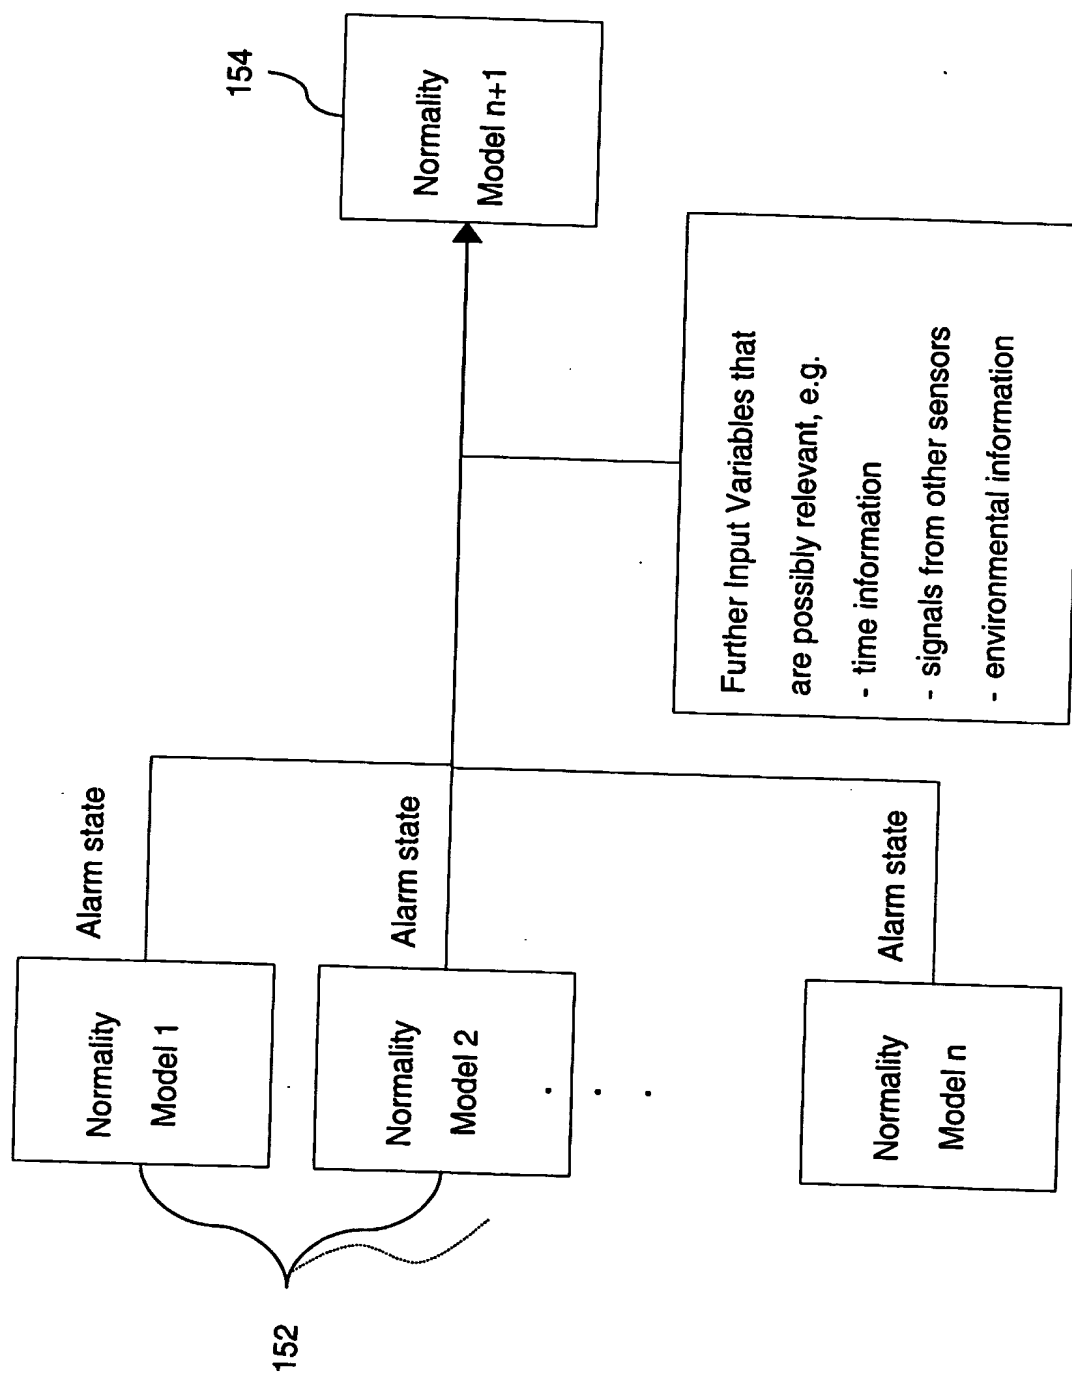 152
Normality
Model 1
Alarm state
Normality
Model 2
Alarm state
.
.
.
Normality
Model n
Alarm state
154
Normality
Model n+1
Further Input Variables that
are possibly relevant, e.g.
- time information
- signals from other sensors
- environmental information